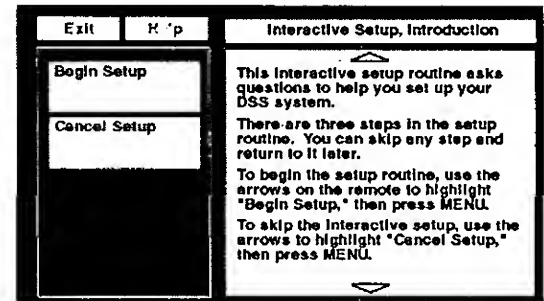 Exit
Interactive Setup, Introduction
Begin Setup
Cancel Setup
This interactive setup routine asks
questions to help you set up your
DSS system.
There are three steps in the setup
routine. You can skip any step and
return to it later.
To begin the setup routine, use the
arrows on the remote to highlight
"Begin Setup," then press MENU.
To skip the interactive setup, use the
arrows to highlight "Cancel Setup,"
then press MENU.